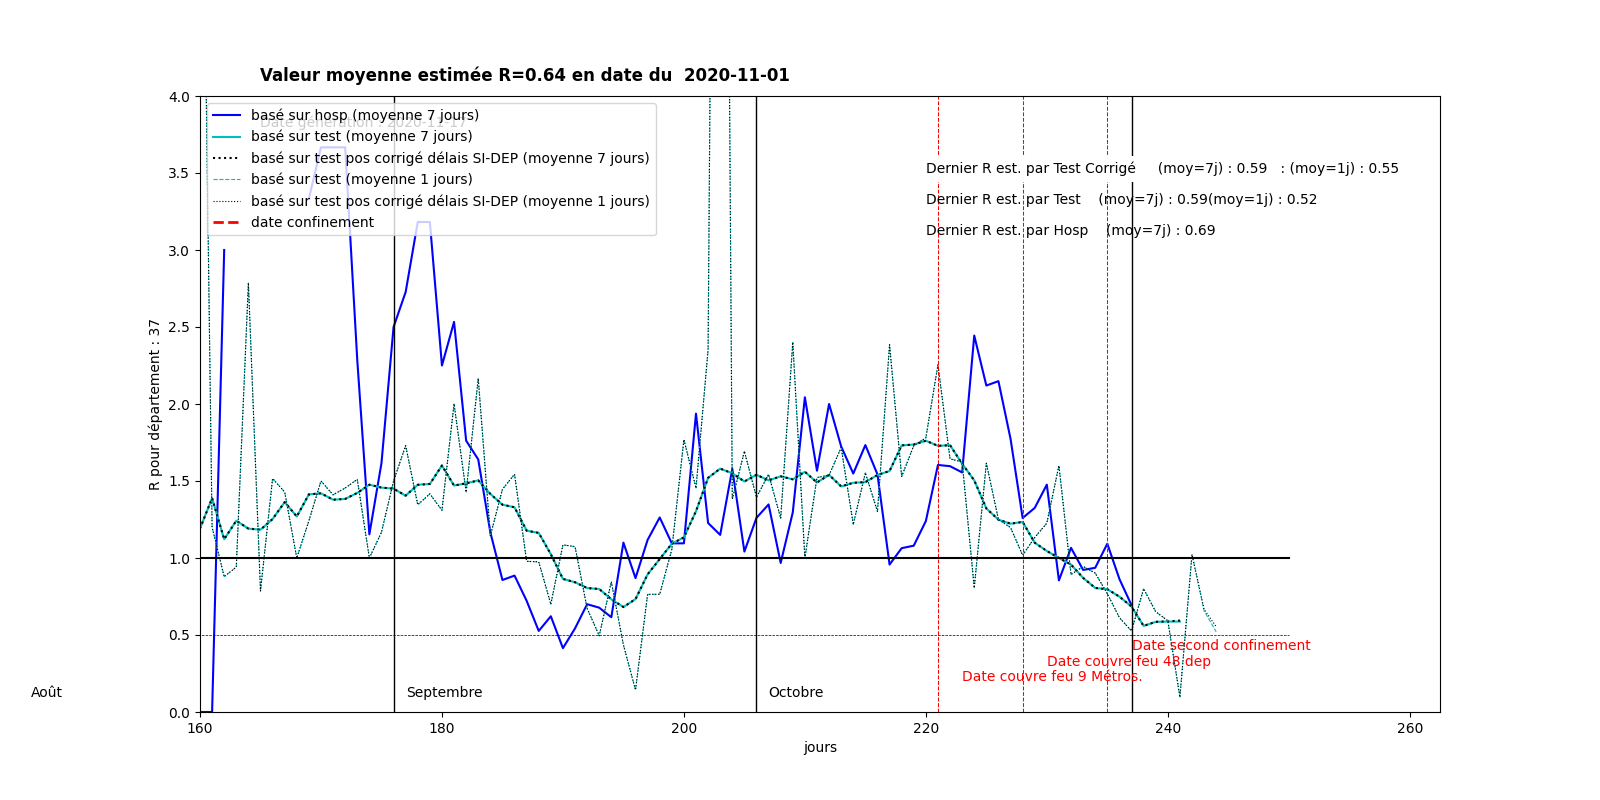 Valeur moyenne estimée R=0.64 en date du  2020-11-01
Date génération : 2020-11-17
basé sur hosp (moyenne 7 jours)
basé sur test (moyenne 7 jours)
basé sur test pos corrigé délais SI-DEP (moyenne 7 jours)
basé sur test (moyenne 1 jours)
basé sur test pos corrigé délais SI-DEP (moyenne 1 jours)
date confinement
Dernier R est. par Test Corrigé     (moy=7j) : 0.59   : (moy=1j) : 0.55
Dernier R est. par Test    (moy=7j) : 0.59(moy=1j) : 0.52
Dernier R est. par Hosp    (moy=7j) : 0.69
4.0
3.5
3.0
2.5
2.0
1.5
1.0
0.5
0.0
R pour département : 37
Date second confinement
Date couvre feu 48 dep
Date couvre feu 9 Métros.
Août
Septembre
Octobre
160
180
200
220
240
260
jours